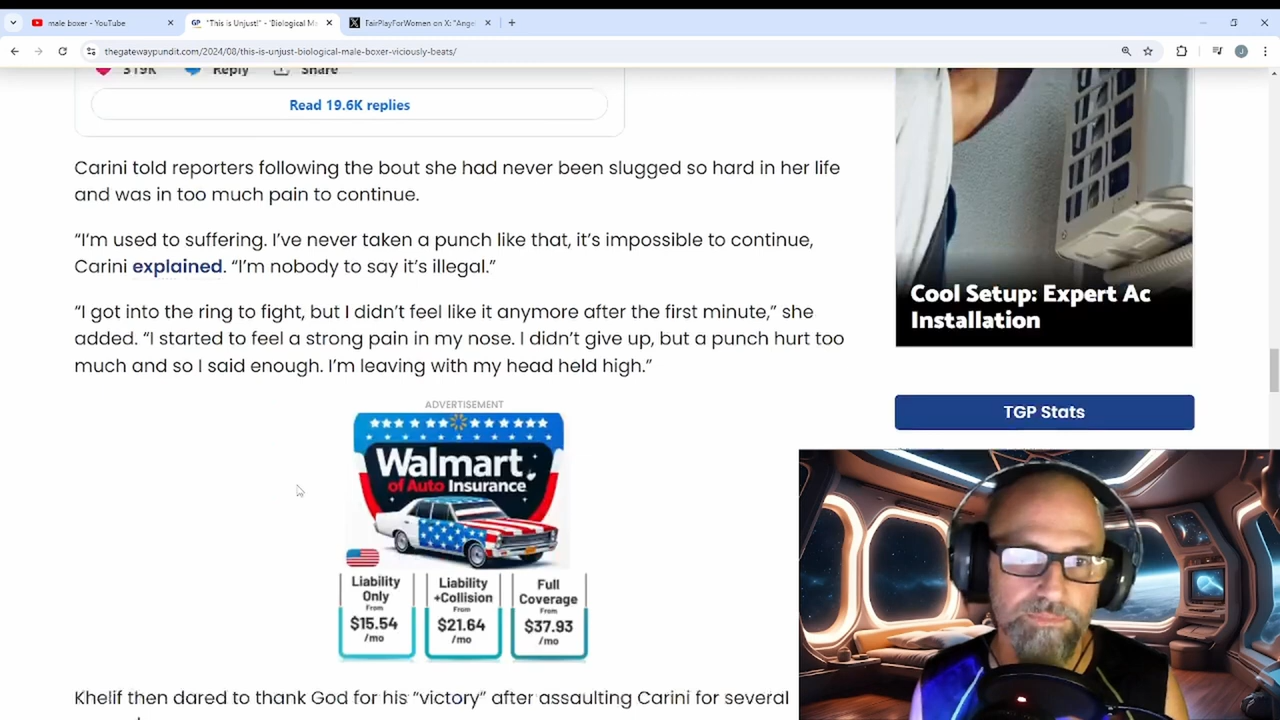 male boxer - YouTube
"This is Unjust!" - 'Biological M
FairPlayForWomen on X: "Ange
thegatewaypundit.com/2024/08/this-is-unjust-biological-male-boxer-viciously-beats/
319K Reply Share
Read 19.6K replies
Carini told reporters following the bout she had never been slugged so hard in her life
and was in too much pain to continue.
“I’m used to suffering. I’ve never taken a punch like that, it’s impossible to continue,
Carini explained. “I’m nobody to say it’s illegal.”
“I got into the ring to fight, but I didn’t feel like it anymore after the first minute,” she
added. “I started to feel a strong pain in my nose. I didn’t give up, but a punch hurt too
much and so I said enough. I’m leaving with my head held high.”
ADVERTISEMENT
Walmart
of Auto Insurance
Liability
Only
From
$15.54
/mo
Liability
+Collision
From
$21.64
/mo
Full
Coverage
From
$37.93
/mo
Khelif then dared to thank God for his “victory” after assaulting Carini for several
Cool Setup: Expert Ac
Installation
TGP Stats